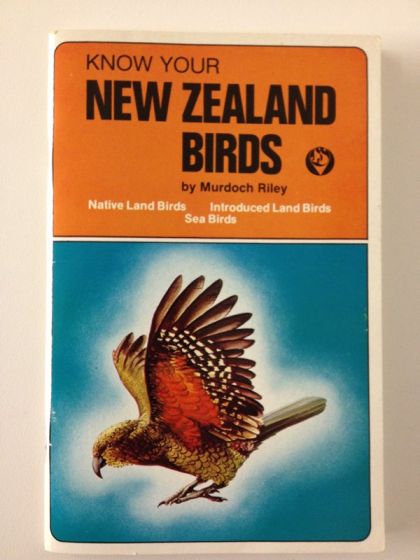 KNOW YOUR
NEW ZEALAND
BIRDS
by Murdoch Riley
Native Land Birds Introduced Land Birds
Sea Birds